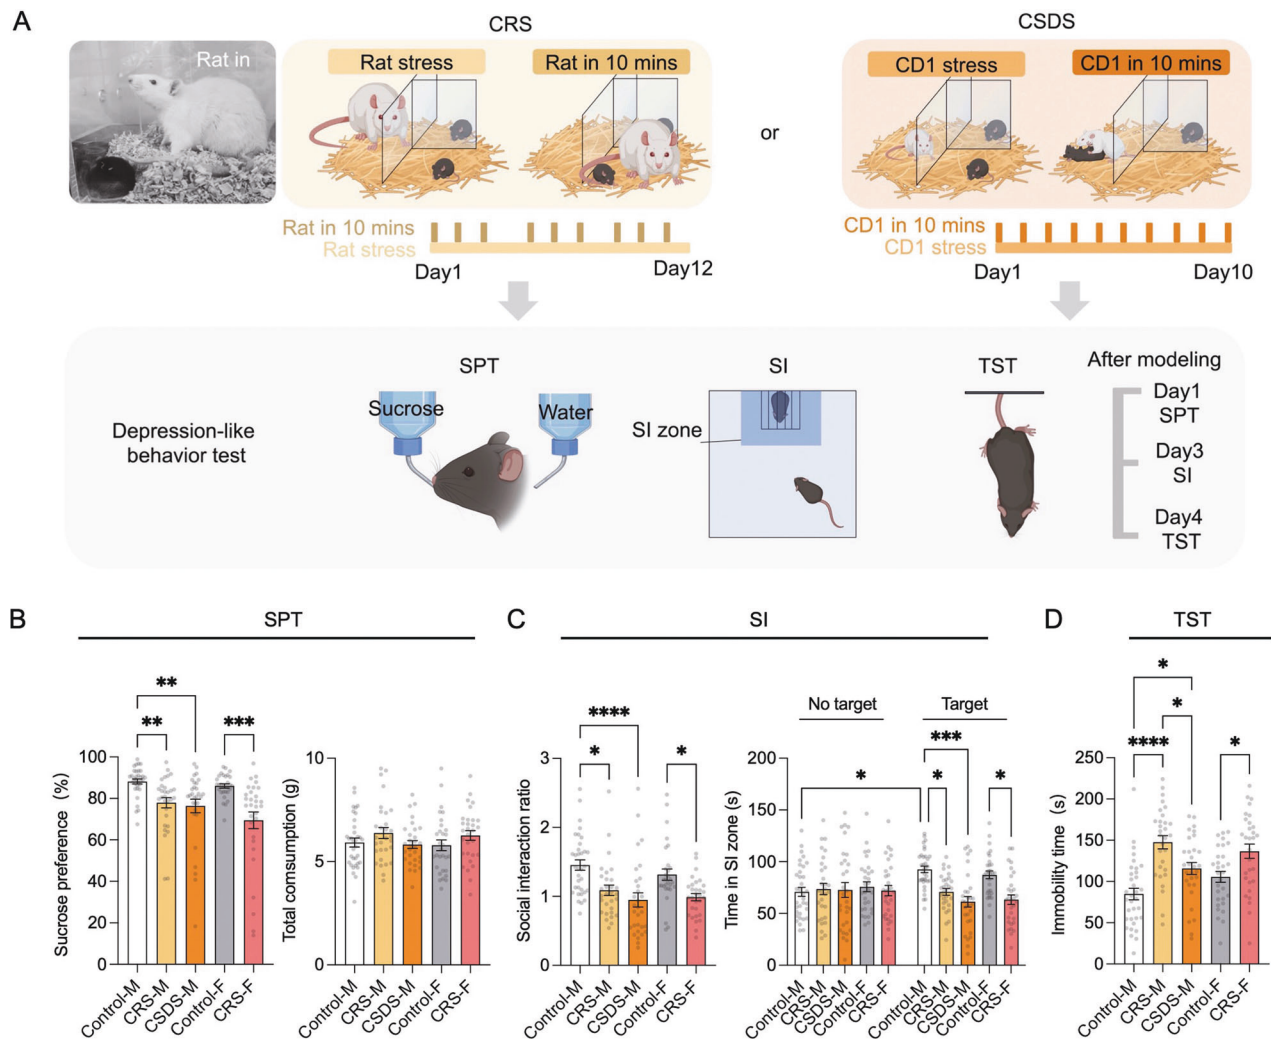 A
CRS
CSDS
Rat in
Rat stress
Rat in 10 mins
or
CD1 stress
CD1 in 10 mins
Rat in 10 mins
Rat stress
Day1
Day12
CD1 in 10 mins
CD1 stress
Day1
Day10
Depression-like
behavior test
SPT
Sucrose
Water
SI
SI zone
TST
After modeling
Day1
SPT
Day3
SI
Day4
TST
B
SPT
**
**
***
Sucrose preference (%)
100
80
60
40
20
0
Control-M
CRS-M
CSDS-M
Control-F
CRS-F
Total comsumption (g)
10
5
0
Control-M
CRS-M
CSDS-M
Control-F
CRS-F
C
SI
****
*
*
Social interaction ratio
3
2
1
0
Control-M
CRS-M
CSDS-M
Control-F
CRS-F
No target
Target
***
*
*
*
Time in SI zone (s)
200
150
100
50
0
Control-M
CRS-M
CSDS-M
Control-F
CRS-F
Control-M
CRS-M
CSDS-M
Control-F
CRS-F
D
TST
*
*
****
*
Immobility time (s)
250
200
150
100
50
0
Control-M
CRS-M
CSDS-M
Control-F
CRS-F